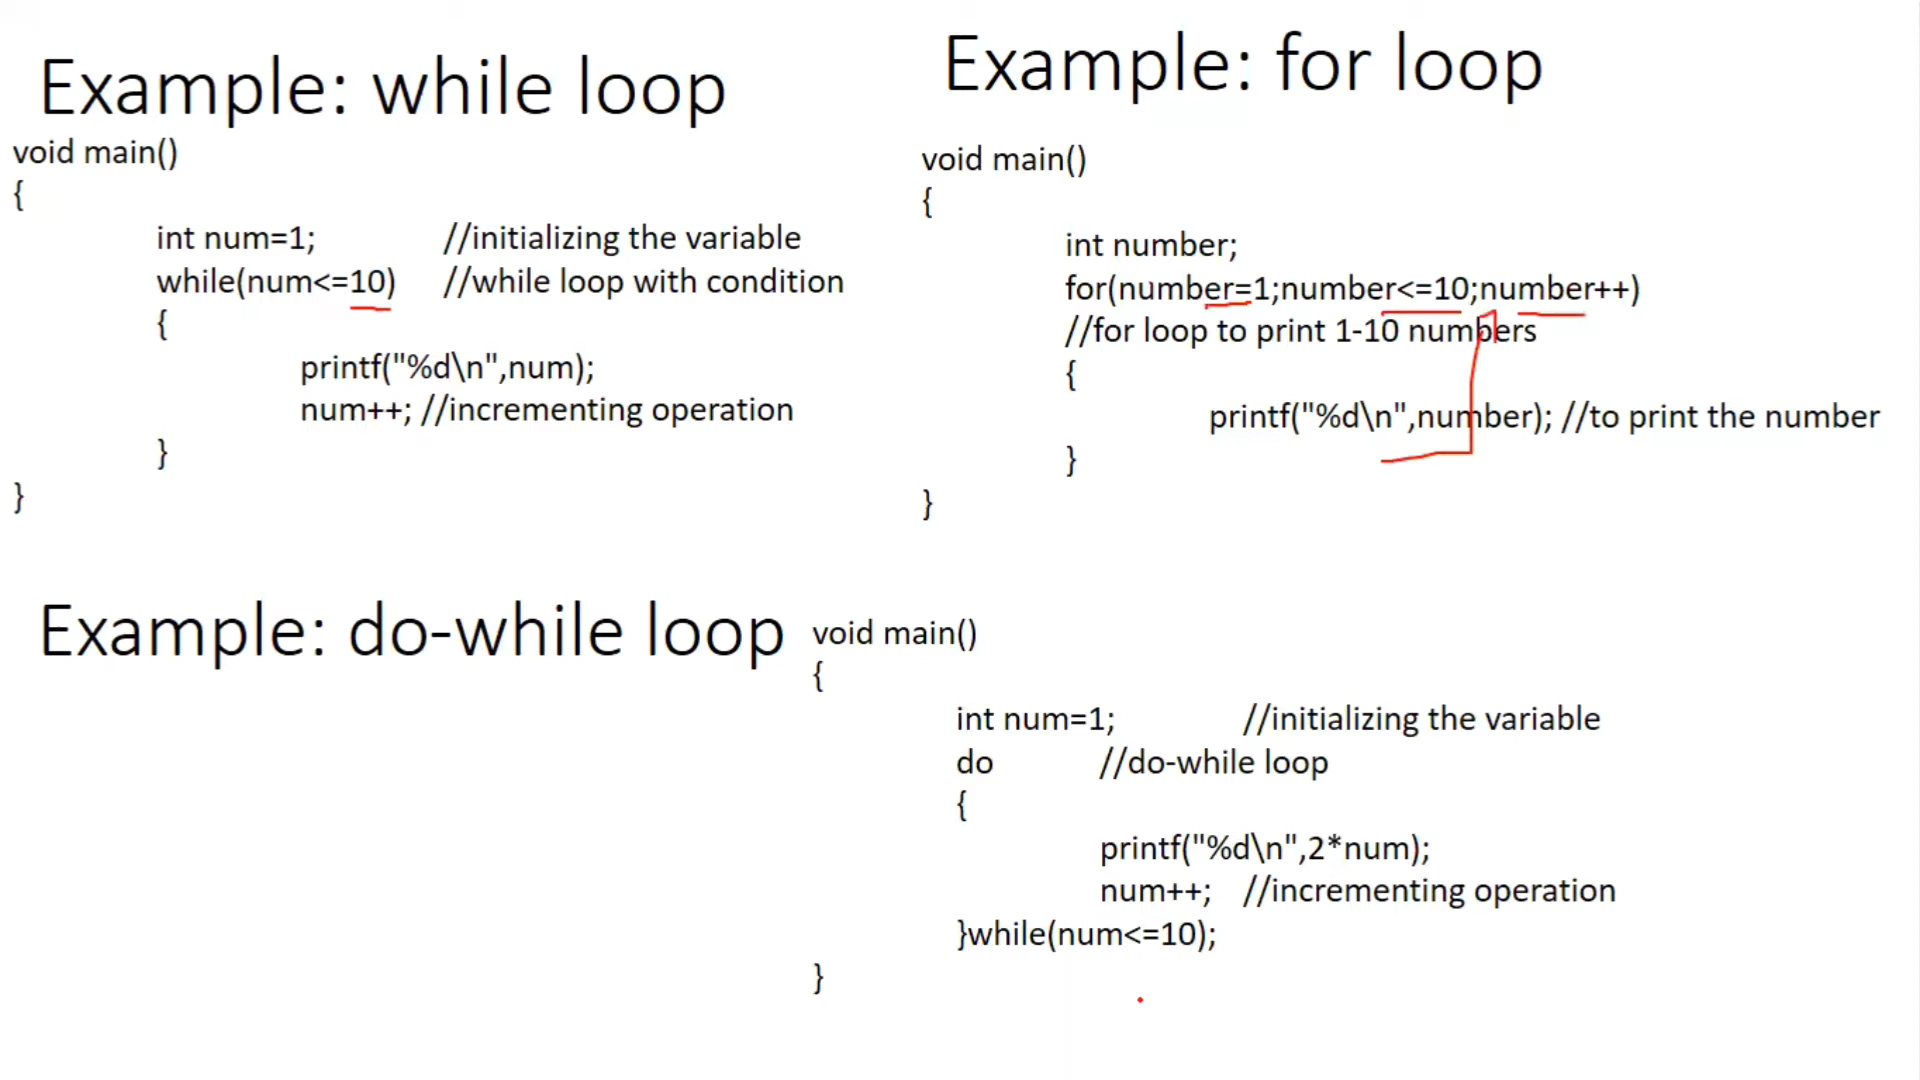 Example: while loop
void main()
{
int num=1; //initializing the variable
while(num<=10) //while loop with condition
{
printf("%d\n",num);
num++; //incrementing operation
}
}
Example: for loop
void main()
{
int number;
for(number=1;number<=10;number++)
//for loop to print 1-10 numbers
{
printf("%d\n",number); //to print the number
}
}
Example: do-while loop
void main()
{
int num=1; //initializing the variable
do //do-while loop
{
printf("%d\n",2*num);
num++; //incrementing operation
}while(num<=10);
}